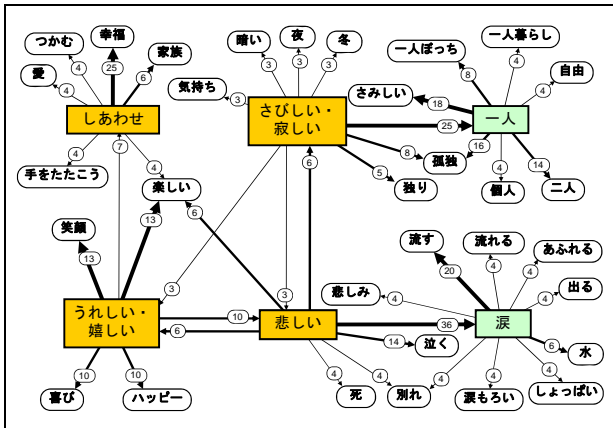 つかむ
幸福
家族
愛
4
25
6
4
しあわせ
7
4
4
手をたたこう
楽しい
暗い
夜
冬
気持ち
3
3
3
3
さびしい・
寂しい
25
8
5
6
3
3
孤独
独り
一人ぼっち
一人暮らし
自由
さみしい
8
4
4
18
一人
16
4
14
個人
二人
笑顔
13
13
6
うれしい・
嬉しい
10
6
10
10
喜び
ハッピー
悲しい
36
14
4
4
泣く
死
別れ
流す
流れる
あふれる
出る
悲しみ
20
4
4
4
4
涙
6
4
4
4
水
しょっぱい
涙もろい